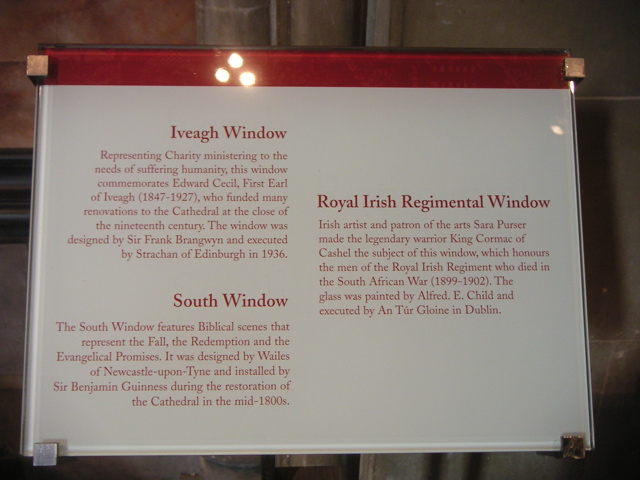 Iveagh Window
Representing Charity ministering to the
needs of suffering humanity, this window
commemorates Edward Cecil, First Earl
of Iveagh (1847-1927), who funded many
renovations to the Cathedral at the close of
the nineteenth century. The window was
designed by Sir Frank Brangwyn and executed
by Strachan of Edinburgh in 1936.
South Window
The South Window features Biblical scenes that
represent the Fall, the Redemption and the
Evangelical Promises. It was designed by Wailes
of Newcastle-upon-Tyne and installed by
Sir Benjamin Guinness during the restoration of
the Cathedral in the mid-1800s.
Royal Irish Regimental Window
Irish artist and patron of the arts Sara Purser
made the legendary warrior King Cormac of
Cashel the subject of this window, which honours
the men of the Royal Irish Regiment who died in
the South African War (1899-1902). The
glass was painted by Alfred. E. Child and
executed by An Túr Gloine in Dublin.